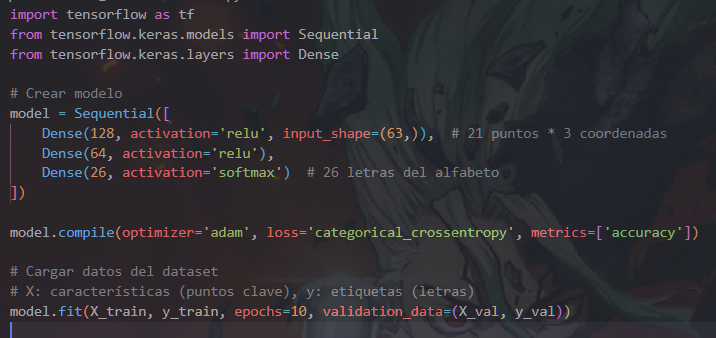 import tensorflow as tf
from tensorflow.keras.models import Sequential
from tensorflow.keras.layers import Dense
# Crear modelo
model = Sequential([
    Dense(128, activation='relu', input_shape=(63,)),  # 21 puntos * 3 coordenadas
    Dense(64, activation='relu'),
    Dense(26, activation='softmax')  # 26 letras del alfabeto
])
model.compile(optimizer='adam', loss='categorical_crossentropy', metrics=['accuracy'])
# Cargar datos del dataset
# X: características (puntos clave), y: etiquetas (letras)
model.fit(X_train, y_train, epochs=10, validation_data=(X_val, y_val))